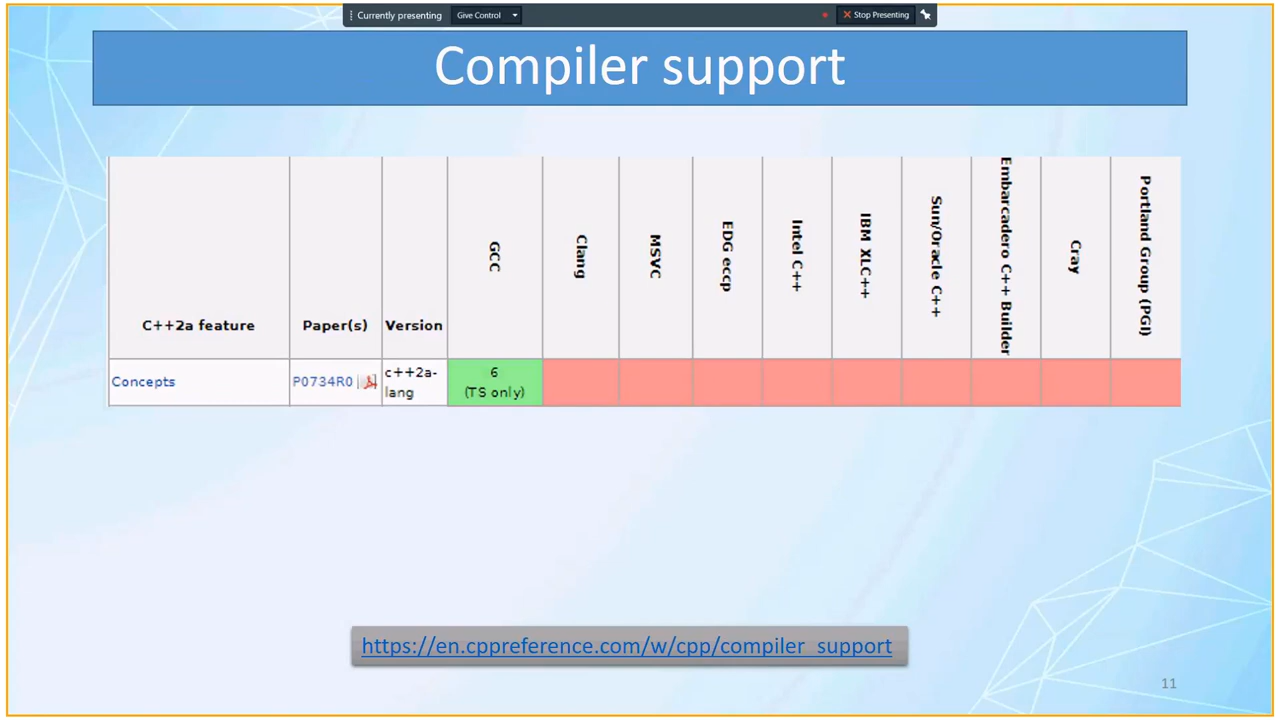 Currently presenting
Give Control
Stop Presenting
Compiler support
C++2a feature
Paper(s)
Version
GCC
Clang
MSVC
EDG eccp
Intel C++
IBM XLC++
Sun/Oracle C++
Embarcadero C++ Builder
Cray
Portland Group (PGI)
Concepts
P0734R0
c++2a-
lang
6
(TS only)
https://en.cppreference.com/w/cpp/compiler_support
11